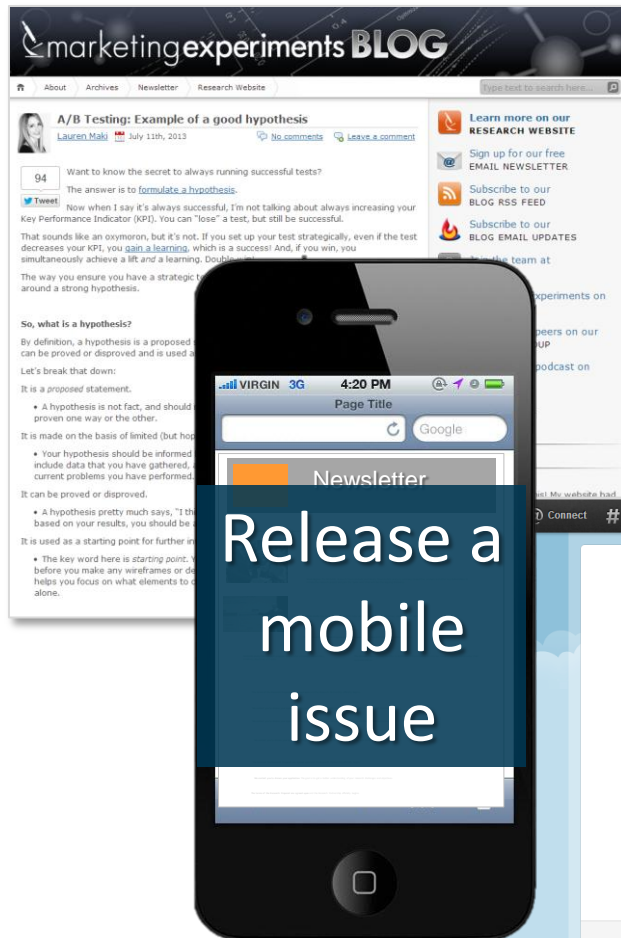 marketingexperiments BLOG
About
Archives
Newsletter
Research Website
Type text to search here...
A/B Testing: Example of a good hypothesis
Lauren Maki July 11th, 2013
No comments
Leave a comment
94
Tweet
Want to know the secret to always running successful tests?
The answer is to formulate a hypothesis.
Now when I say it's always successful, I'm not talking about always increasing your
Key Performance Indicator (KPI). You can "lose" a test, but still be successful.
That sounds like an oxymoron, but it's not. If you set up your test strategically, even if the test
decreases your KPI, you gain a learning, which is a success! And, if you win, you
simultaneously achieve a lift and a learning. Double
The way you ensure you have a strategic
around a strong hypothesis.
So, what is a hypothesis?
By definition, a hypothesis is a proposed
can be proved or disproved and is used
Let's break that down:
It is a proposed statement.
• A hypothesis is not fact, and should
proven one way or the other.
It is made on the basis of limited (but
• Your hypothesis should be informed
include data that you have gathered,
current problems you have performed.
It can be proved or disproved.
• A hypothesis pretty much says, "I
based on your results, you should be
It is used as a starting point for further
• The key word here is starting point.
before you make any wireframes or
helps you focus on what elements to
alone.
Learn more on our
RESEARCH WEBSITE
Sign up for our free
EMAIL NEWSLETTER
Subscribe to our
BLOG RSS FEED
Subscribe to our
BLOG EMAIL UPDATES
the team at
xperiments on
peers on our
UP
podcast on
My website had
Connect
#
VIRGIN 3G 4:20 PM
Page Title
Google
Newsletter
Release a
mobile
issue